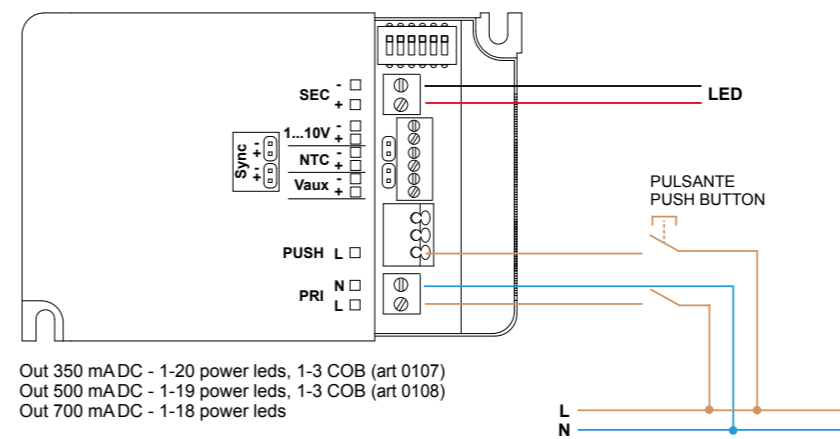 SEC - +
LED
1...10V - +
Sync - + - +
NTC - +
Vaux - +
PULSANTE
PUSH BUTTON
PUSH L
PRI N L
Out 350 mA DC - 1-20 power leds, 1-3 COB (art 0107)
Out 500 mA DC - 1-19 power leds, 1-3 COB (art 0108)
Out 700 mA DC - 1-18 power leds
L
N